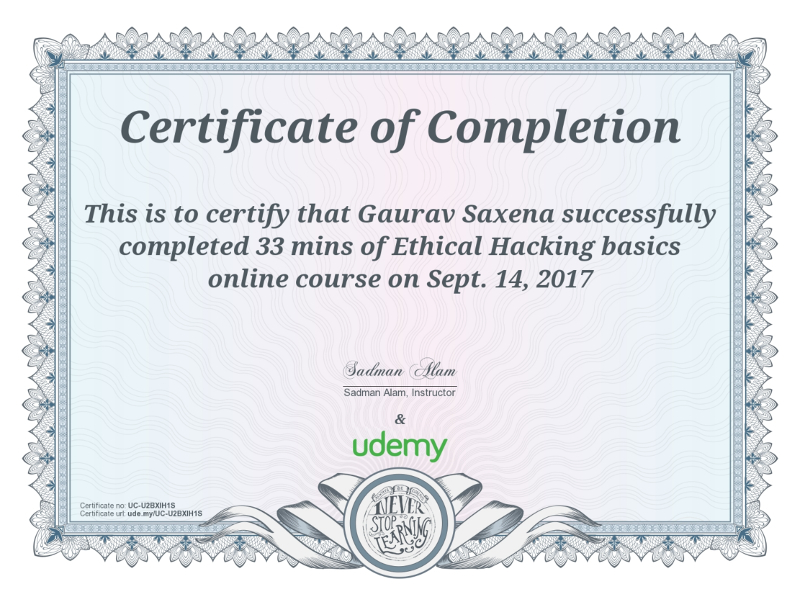 Certificate of Completion
This is to certify that Gaurav Saxena successfully
completed 33 mins of Ethical Hacking basics
online course on Sept. 14, 2017
Sadman Alam
Sadman Alam, Instructor
&
udemy
Certificate no: UC-U2BXIH1S
Certificate url: ude.my/UC-U2BXIH1S
NEVER
STOP
LEARNING